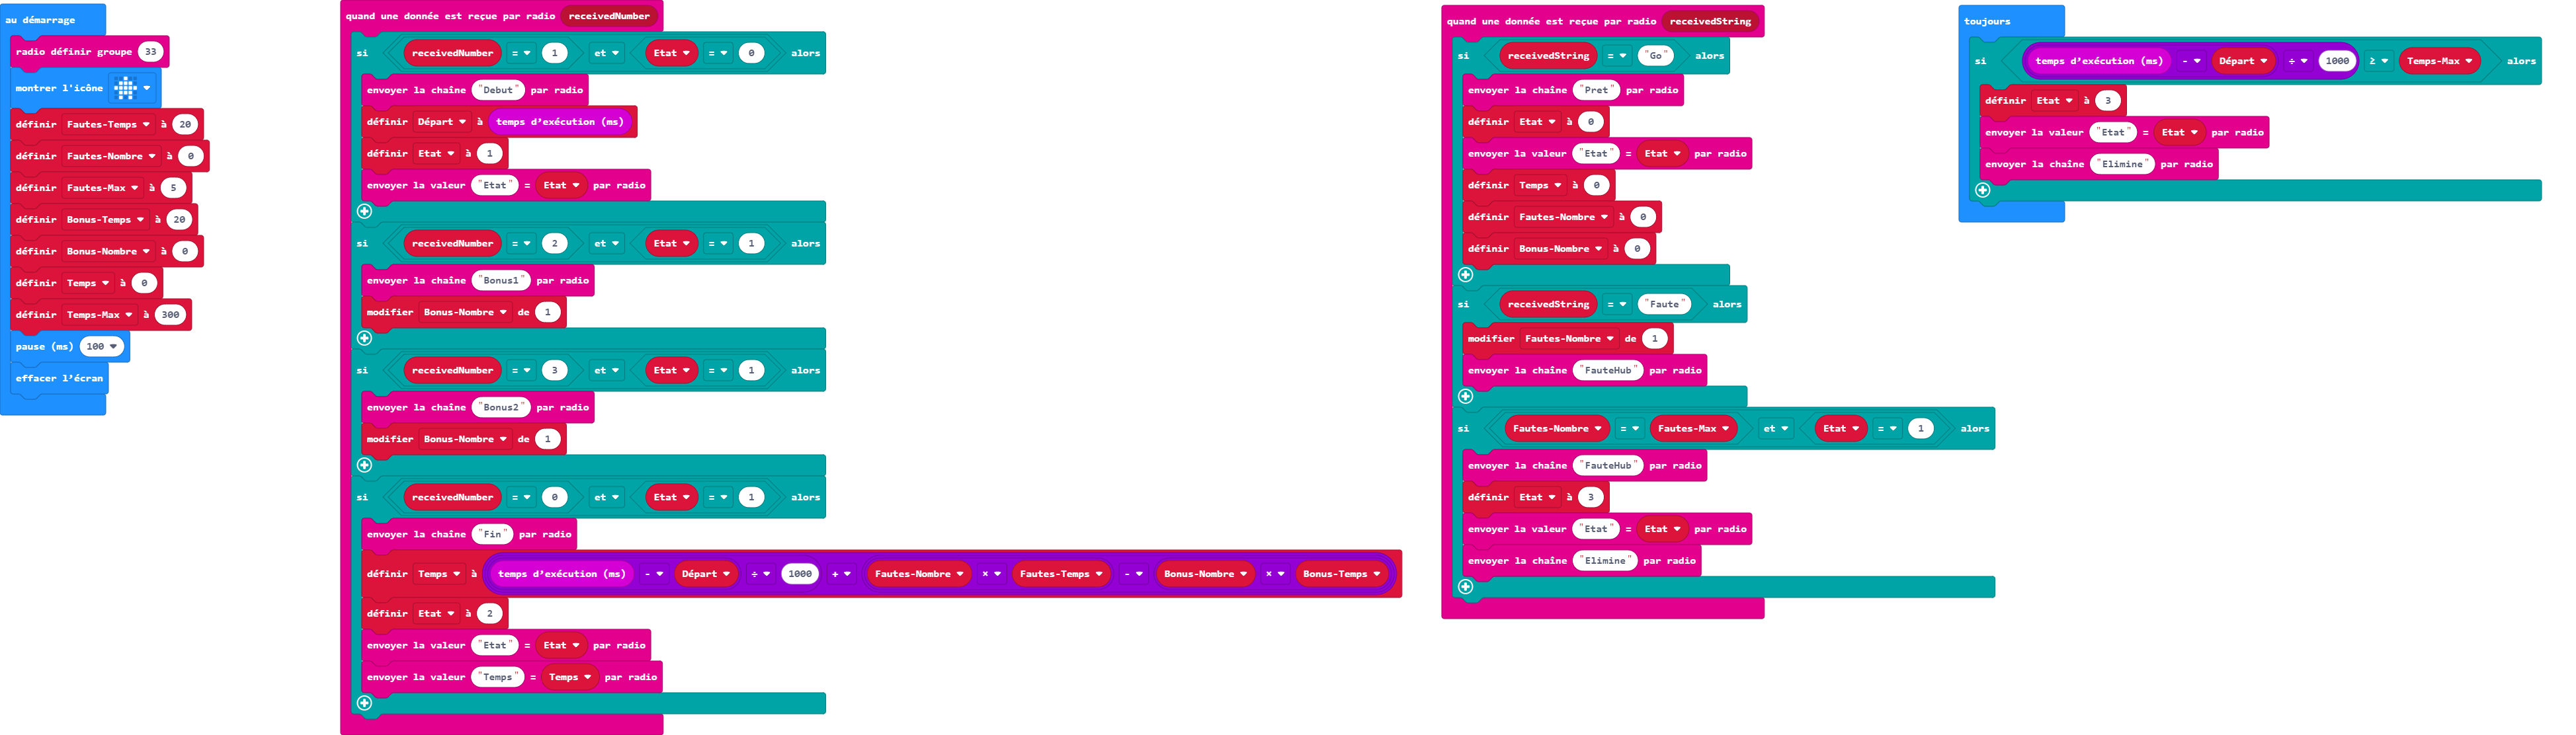 au démarrage
radio définir groupe 33
montrer l'icône
définir Fautes-Temps à 20
définir Fautes-Nombre à 0
définir Fautes-Max à 5
définir Bonus-Temps à 20
définir Bonus-Nombre à 0
définir Temps à 0
définir Temps-Max à 300
pause (ms) 100
effacer l'écran
quand une donnée est reçue par radio receivedNumber
si receivedNumber = 1 et Etat = 0 alors
envoyer la chaîne "Debut" par radio
définir Départ à temps d'exécution (ms)
définir Etat à 1
envoyer la valeur "Etat" = Etat par radio
si receivedNumber = 2 et Etat = 1 alors
envoyer la chaîne "Bonus1" par radio
modifier Bonus-Nombre de 1
si receivedNumber = 3 et Etat = 1 alors
envoyer la chaîne "Bonus2" par radio
modifier Bonus-Nombre de 1
si receivedNumber = 0 et Etat = 1 alors
envoyer la chaîne "Fin" par radio
définir Temps à temps d'exécution (ms) - Départ ÷ 1000 + Fautes-Nombre × Fautes-Temps - Bonus-Nombre × Bonus-Temps
définir Etat à 2
envoyer la valeur "Etat" = Etat par radio
envoyer la valeur "Temps" = Temps par radio
quand une donnée est reçue par radio receivedString
si receivedString = "Go" alors
envoyer la chaîne "Pret" par radio
définir Etat à 0
envoyer la valeur "Etat" = Etat par radio
définir Temps à 0
définir Fautes-Nombre à 0
définir Bonus-Nombre à 0
si receivedString = "Faute" alors
modifier Fautes-Nombre de 1
envoyer la chaîne "FauteHub" par radio
si Fautes-Nombre = Fautes-Max et Etat = 1 alors
envoyer la chaîne "FauteHub" par radio
définir Etat à 3
envoyer la valeur "Etat" = Etat par radio
envoyer la chaîne "Elimine" par radio
toujours
si temps d'exécution (ms) - Départ ÷ 1000 ≥ Temps-Max alors
définir Etat à 3
envoyer la valeur "Etat" = Etat par radio
envoyer la chaîne "Elimine" par radio